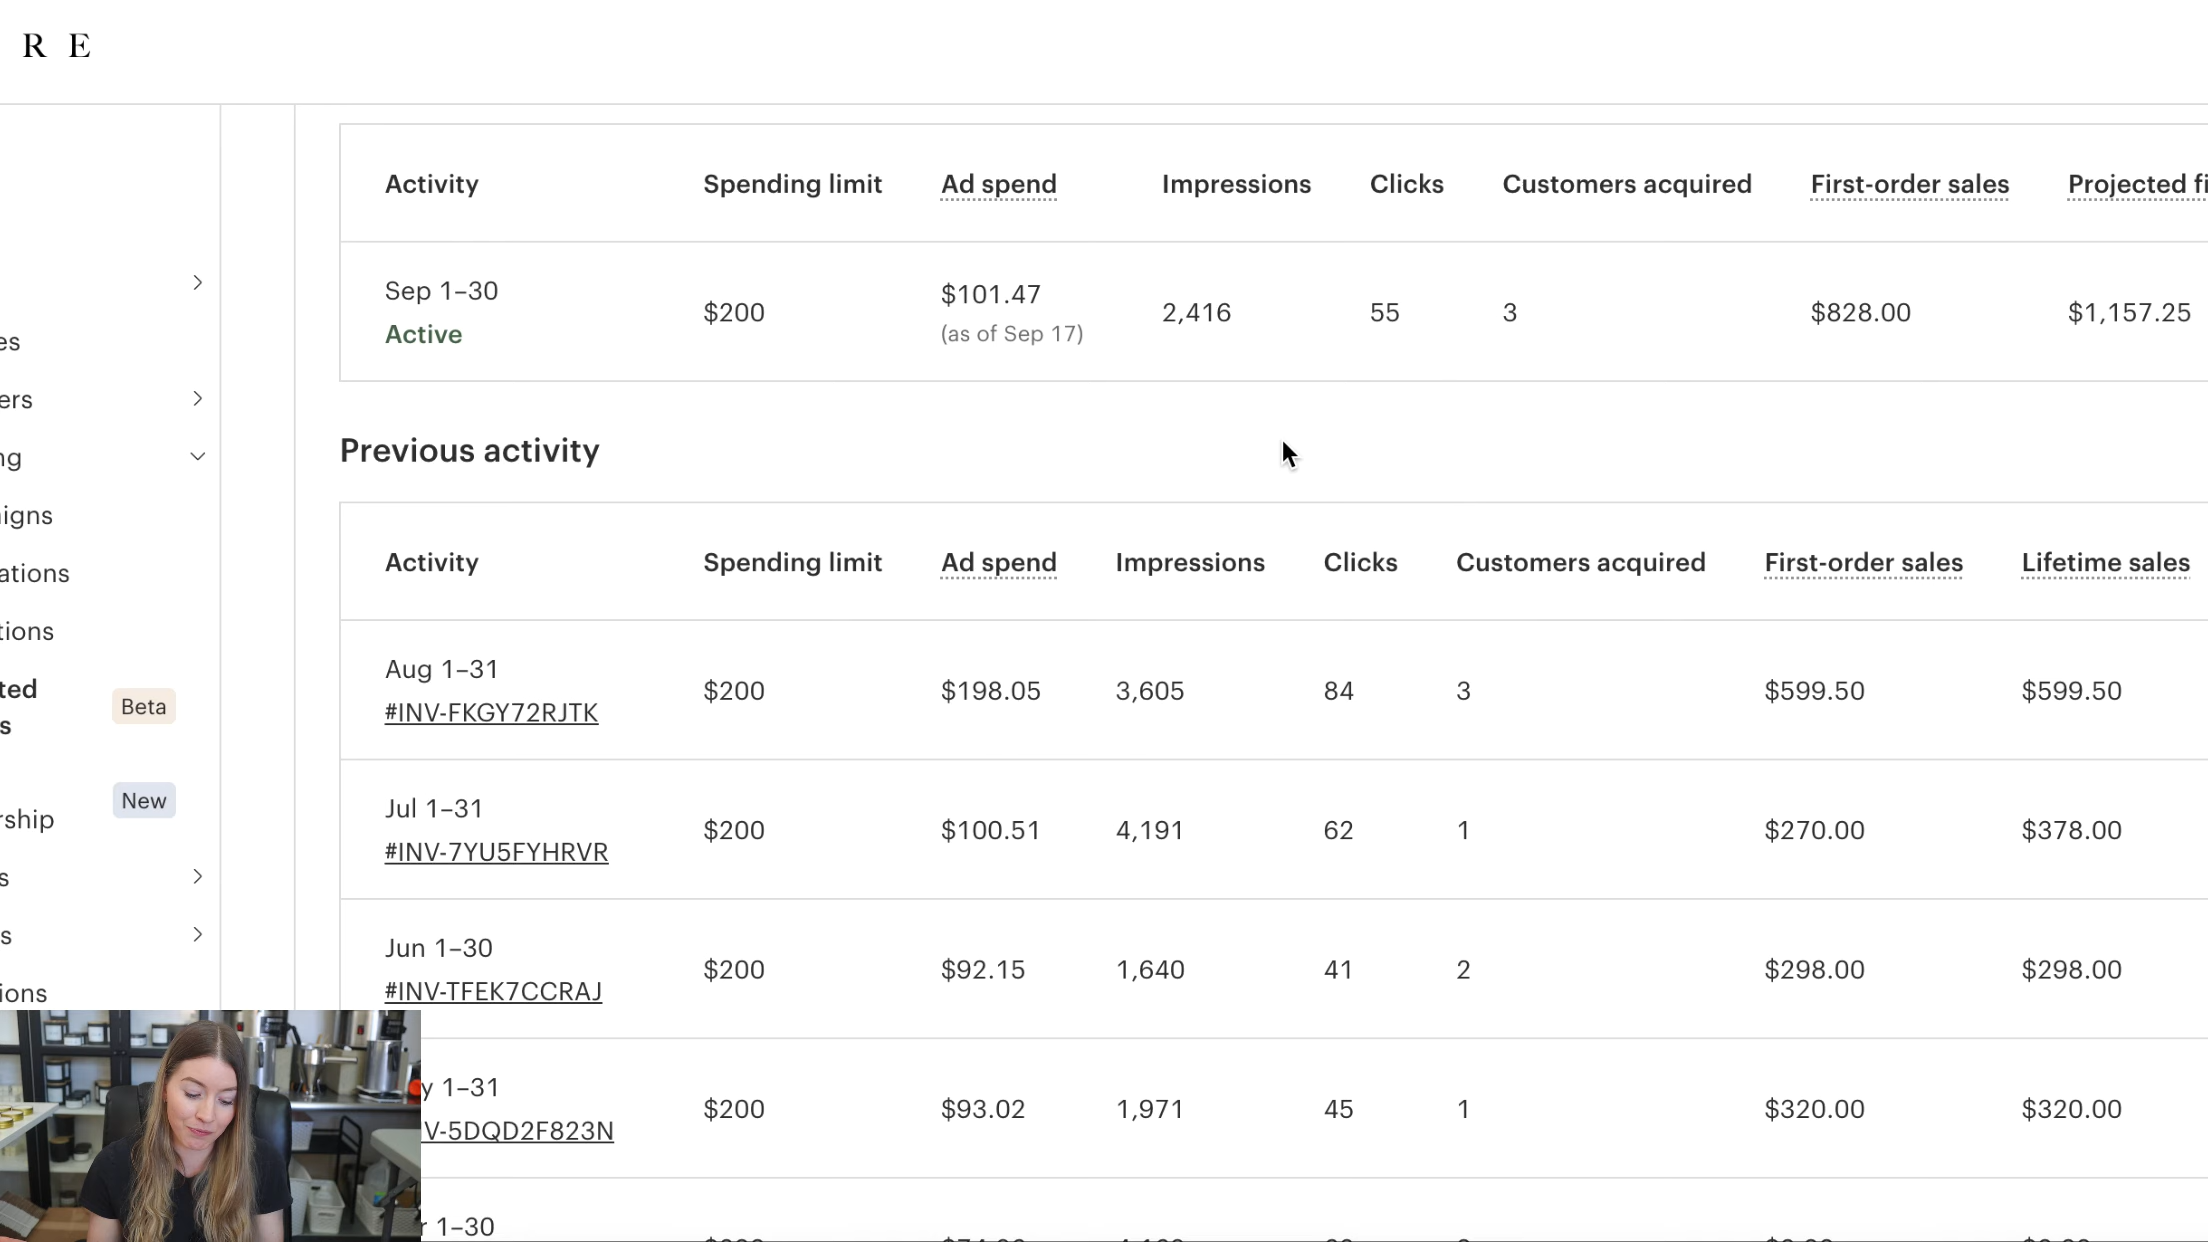 R E
Activity Spending limit Ad spend Impressions Clicks Customers acquired First-order sales Projected fi
Sep 1–30
Active
$200 $101.47 2,416 55 3 $828.00 $1,157.25
(as of Sep 17)
es
ers
ng
Previous activity
igns
ations
tions
ted
s
Beta
New
rship
s
s
ions
Activity Spending limit Ad spend Impressions Clicks Customers acquired First-order sales Lifetime sales
Aug 1–31
#INV-FKGY72RJTK
$200 $198.05 3,605 84 3 $599.50 $599.50
Jul 1–31
#INV-7YU5FYHRVR
$200 $100.51 4,191 62 1 $270.00 $378.00
Jun 1–30
#INV-TFEK7CCRAJ
$200 $92.15 1,640 41 2 $298.00 $298.00
y 1–31
V-5DQD2F823N
$200 $93.02 1,971 45 1 $320.00 $320.00
r 1–30